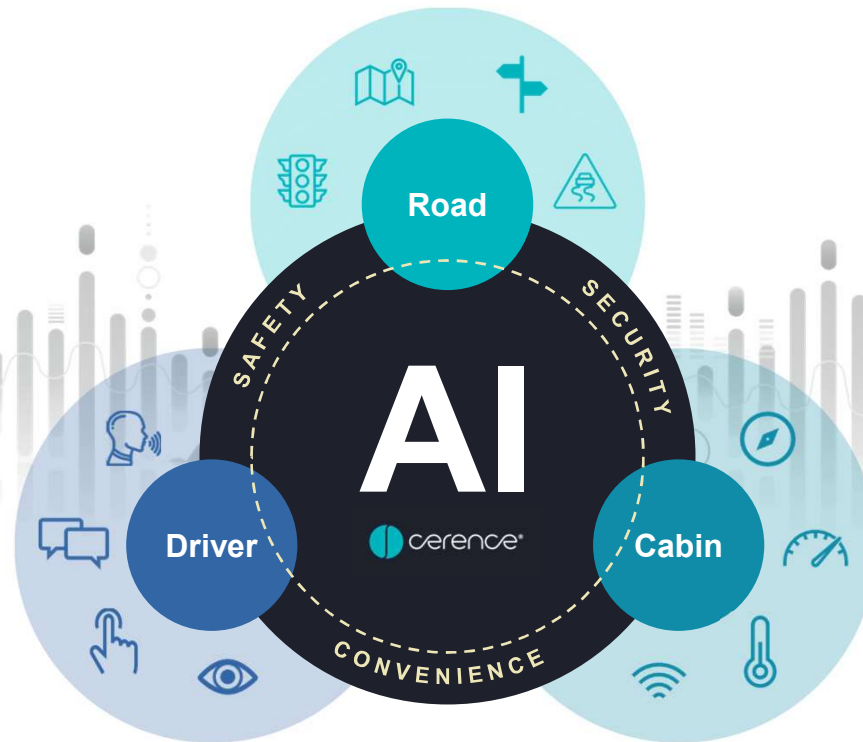 Road
SAFETY
SECURITY
AI
cerence®
Driver
Cabin
CONVENIENCE